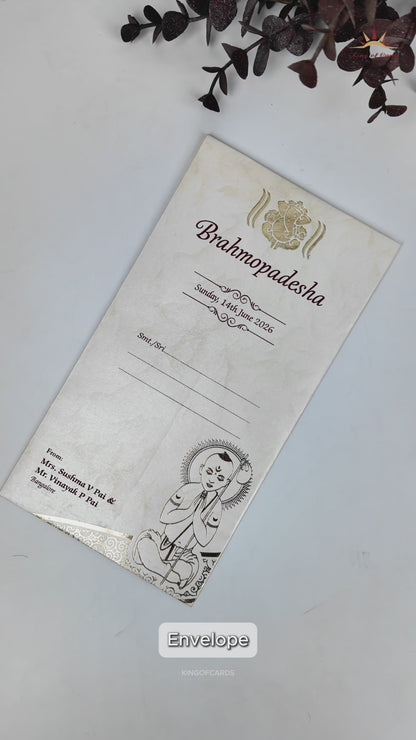 Brahmopadesha
Sunday, 14th June 2026
Smt./Sri
From:
Mrs. Sushma V Pai &
Mr. Vinayak P Pai
Bangalore
Envelope
KINGOFCARDS